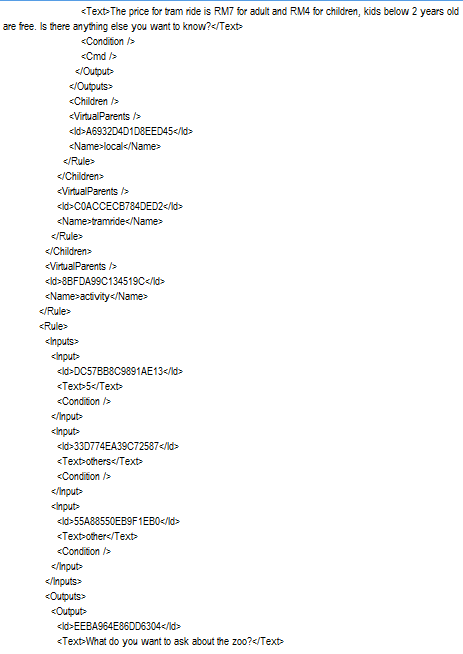 <Text>The price for tram ride is RM7 for adult and RM4 for children, kids below 2 years old
are free. Is there anything else you want to know?</Text>
<Condition />
<Cmd />
</Output>
</Outputs>
<Children />
<VirtualParents />
<Id>A6932D4D1D8EED45</Id>
<Name>local</Name>
</Rule>
</Children>
<VirtualParents />
<Id>C0ACCECB784DED2</Id>
<Name>tramride</Name>
</Rule>
</Children>
<VirtualParents />
<Id>8BFDA99C134519C</Id>
<Name>activity</Name>
</Rule>
<Rule>
<Inputs>
<Input>
<Id>DC57BB8C9891AE13</Id>
<Text>5</Text>
<Condition />
</Input>
<Input>
<Id>33D774EA39C72587</Id>
<Text>others</Text>
<Condition />
</Input>
<Input>
<Id>55A88550EB9F1EB0</Id>
<Text>other</Text>
<Condition />
</Input>
</Inputs>
<Outputs>
<Output>
<Id>EEBA964E86DD6304</Id>
<Text>What do you want to ask about the zoo?</Text>